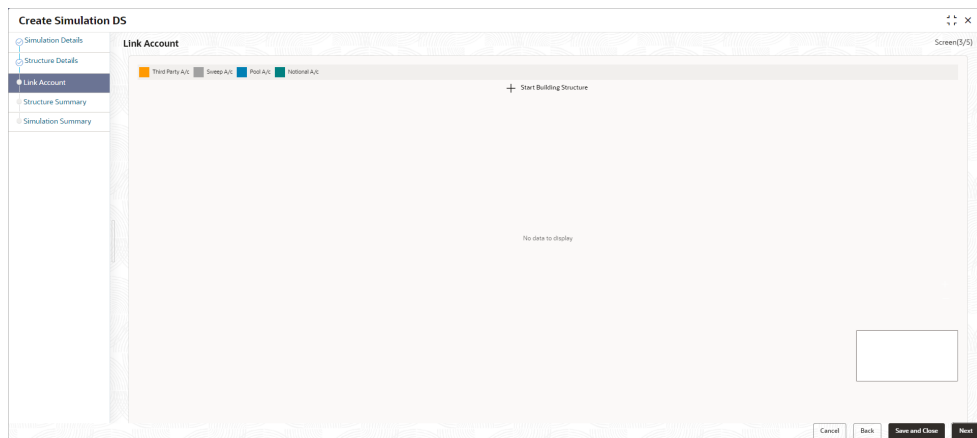 Create Simulation DS
Simulation Details
Structure Details
Link Account
Structure Summary
Simulation Summary
Link Account
Screen(3/5)
Third Party A/c Sweep A/c Pool A/c Notional A/c
Start Building Structure
No data to display
Cancel Back Save and Close Next